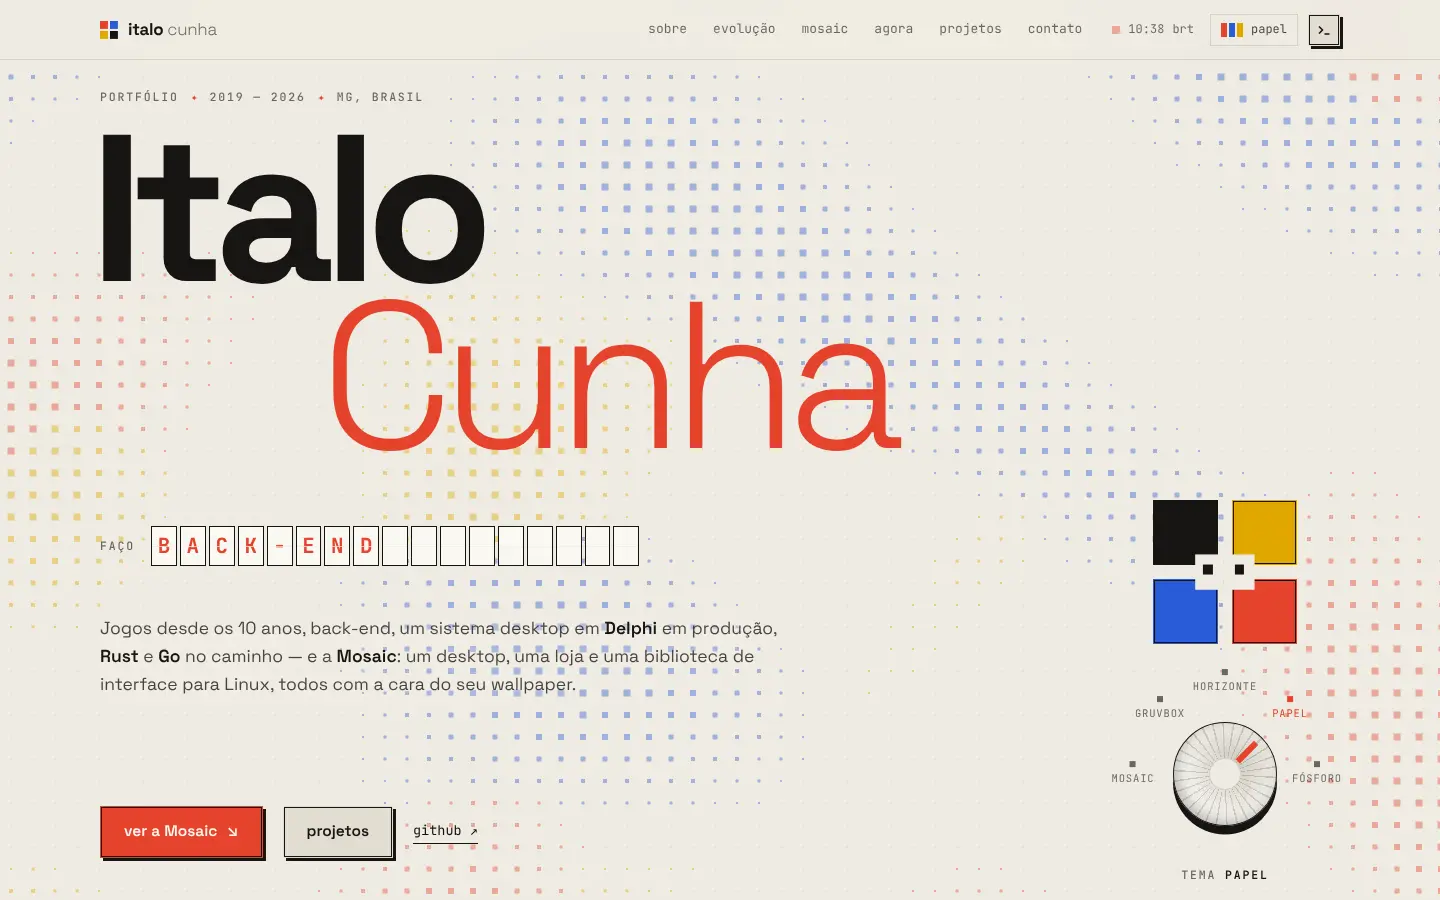 italo cunha
sobre evolução mosaic agora projetos contato 10:38 brt papel >_
PORTFÓLIO ✦ 2019 — 2026 ✦ MG, BRASIL
Italo
Cunha
FAÇO BACK-END
Jogos desde os 10 anos, back-end, um sistema desktop em Delphi em produção,
Rust e Go no caminho — e a Mosaic: um desktop, uma loja e uma biblioteca de
interface para Linux, todos com a cara do seu wallpaper.
ver a Mosaic ↘ projetos github ↗
HORIZONTE
GRUVBOX PAPEL
MOSAIC FÓSFORO
TEMA PAPEL